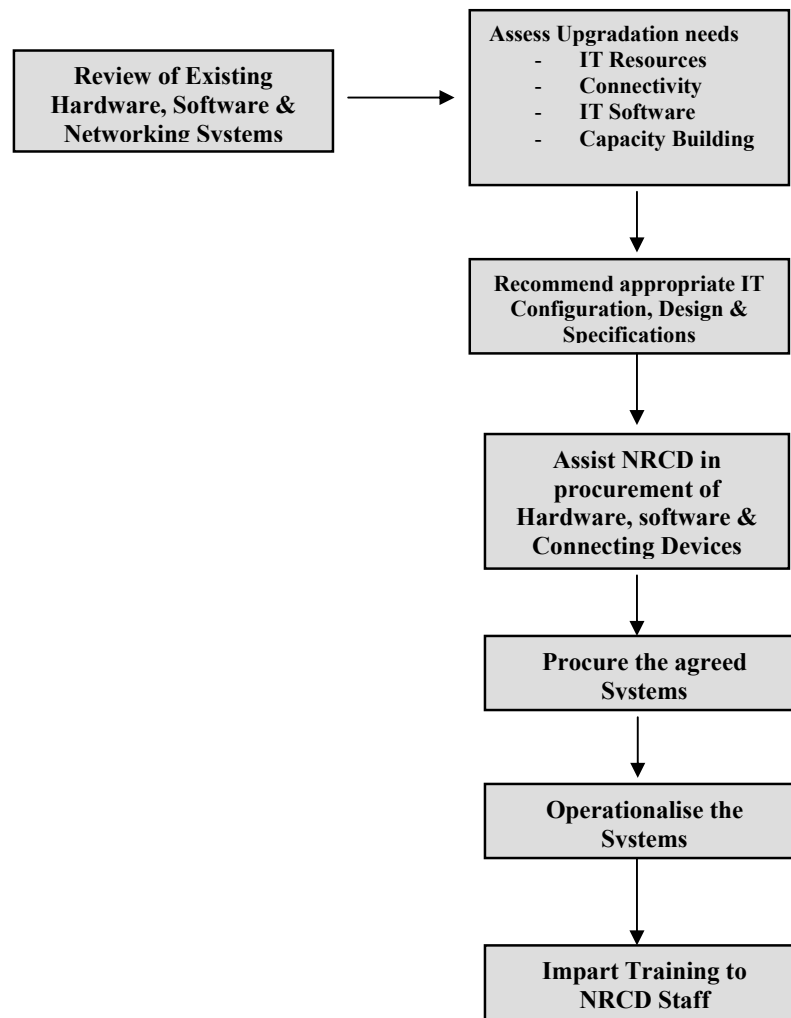 Review of Existing
Hardware, Software &
Networking Systems
Assess Upgradation needs
- IT Resources
- Connectivity
- IT Software
- Capacity Building
Recommend appropriate IT
Configuration, Design &
Specifications
Assist NRCD in
procurement of
Hardware, software &
Connecting Devices
Procure the agreed
Systems
Operationalise the
Systems
Impart Training to
NRCD Staff